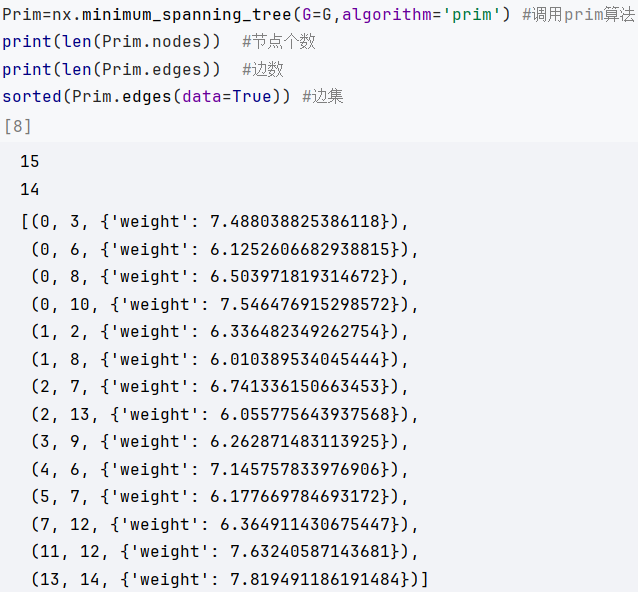 Prim=nx.minimum_spanning_tree(G=G,algorithm='prim') #调用prim算法
print(len(Prim.nodes))  #节点个数
print(len(Prim.edges))  #边数
sorted(Prim.edges(data=True)) #边集
[8]
15
14
[(0, 3, {'weight': 7.488038825386118}),
(0, 6, {'weight': 6.1252606682938815}),
(0, 8, {'weight': 6.503971819314672}),
(0, 10, {'weight': 7.546476915298572}),
(1, 2, {'weight': 6.336482349262754}),
(1, 8, {'weight': 6.010389534045444}),
(2, 7, {'weight': 6.741336150663453}),
(2, 13, {'weight': 6.055775643937568}),
(3, 9, {'weight': 6.262871483113925}),
(4, 6, {'weight': 7.145757833976906}),
(5, 7, {'weight': 6.177669784693172}),
(7, 12, {'weight': 6.364911430675447}),
(11, 12, {'weight': 7.63240587143681}),
(13, 14, {'weight': 7.819491186191484})]